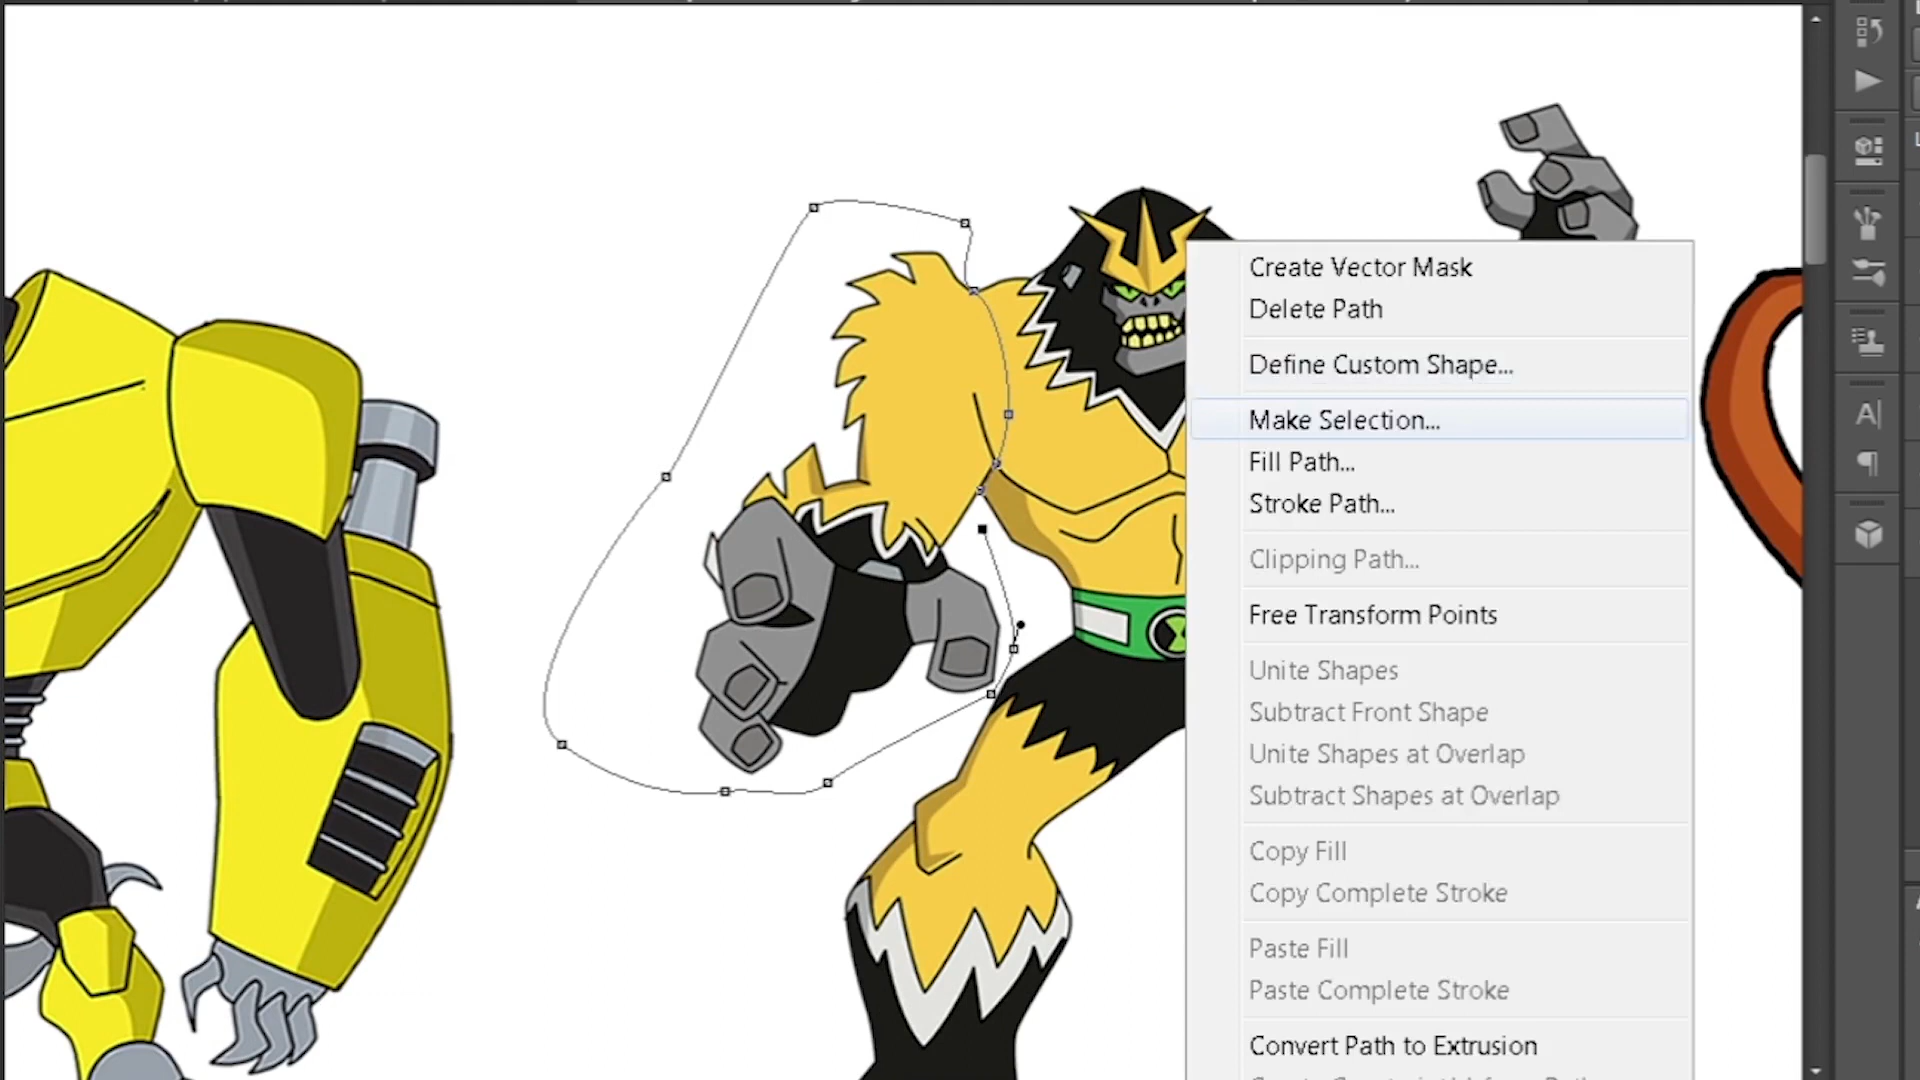 Create Vector Mask
Delete Path
Define Custom Shape...
Make Selection...
Fill Path...
Stroke Path...
Clipping Path...
Free Transform Points
Unite Shapes
Subtract Front Shape
Unite Shapes at Overlap
Subtract Shapes at Overlap
Copy Fill
Copy Complete Stroke
Paste Fill
Paste Complete Stroke
Convert Path to Extrusion